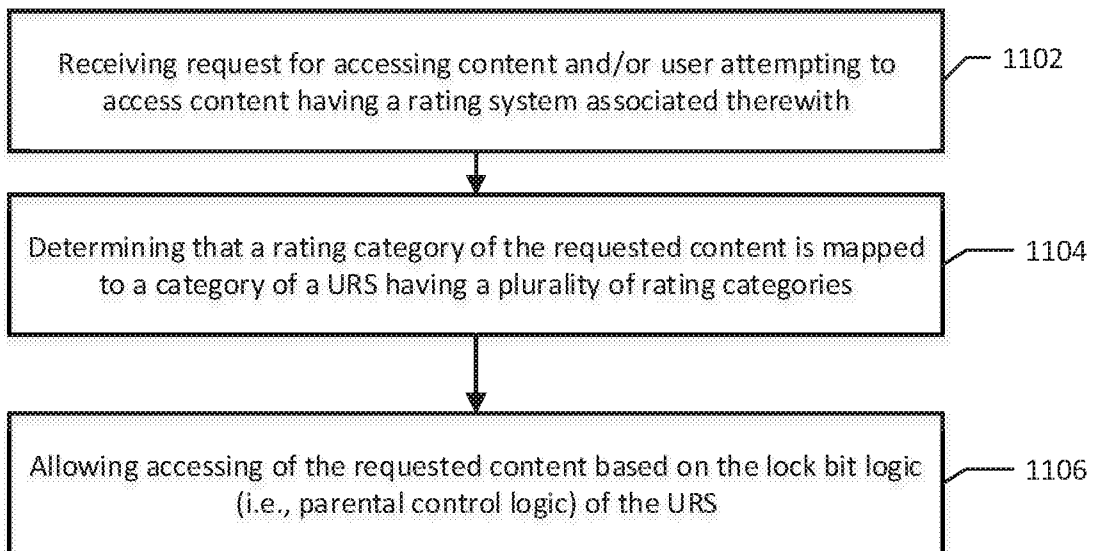 Receiving request for accessing content and/or user attempting to
access content having a rating system associated therewith
1102
Determining that a rating category of the requested content is mapped
to a category of a URS having a plurality of rating categories
1104
Allowing accessing of the requested content based on the lock bit logic
(i.e., parental control logic) of the URS
1106